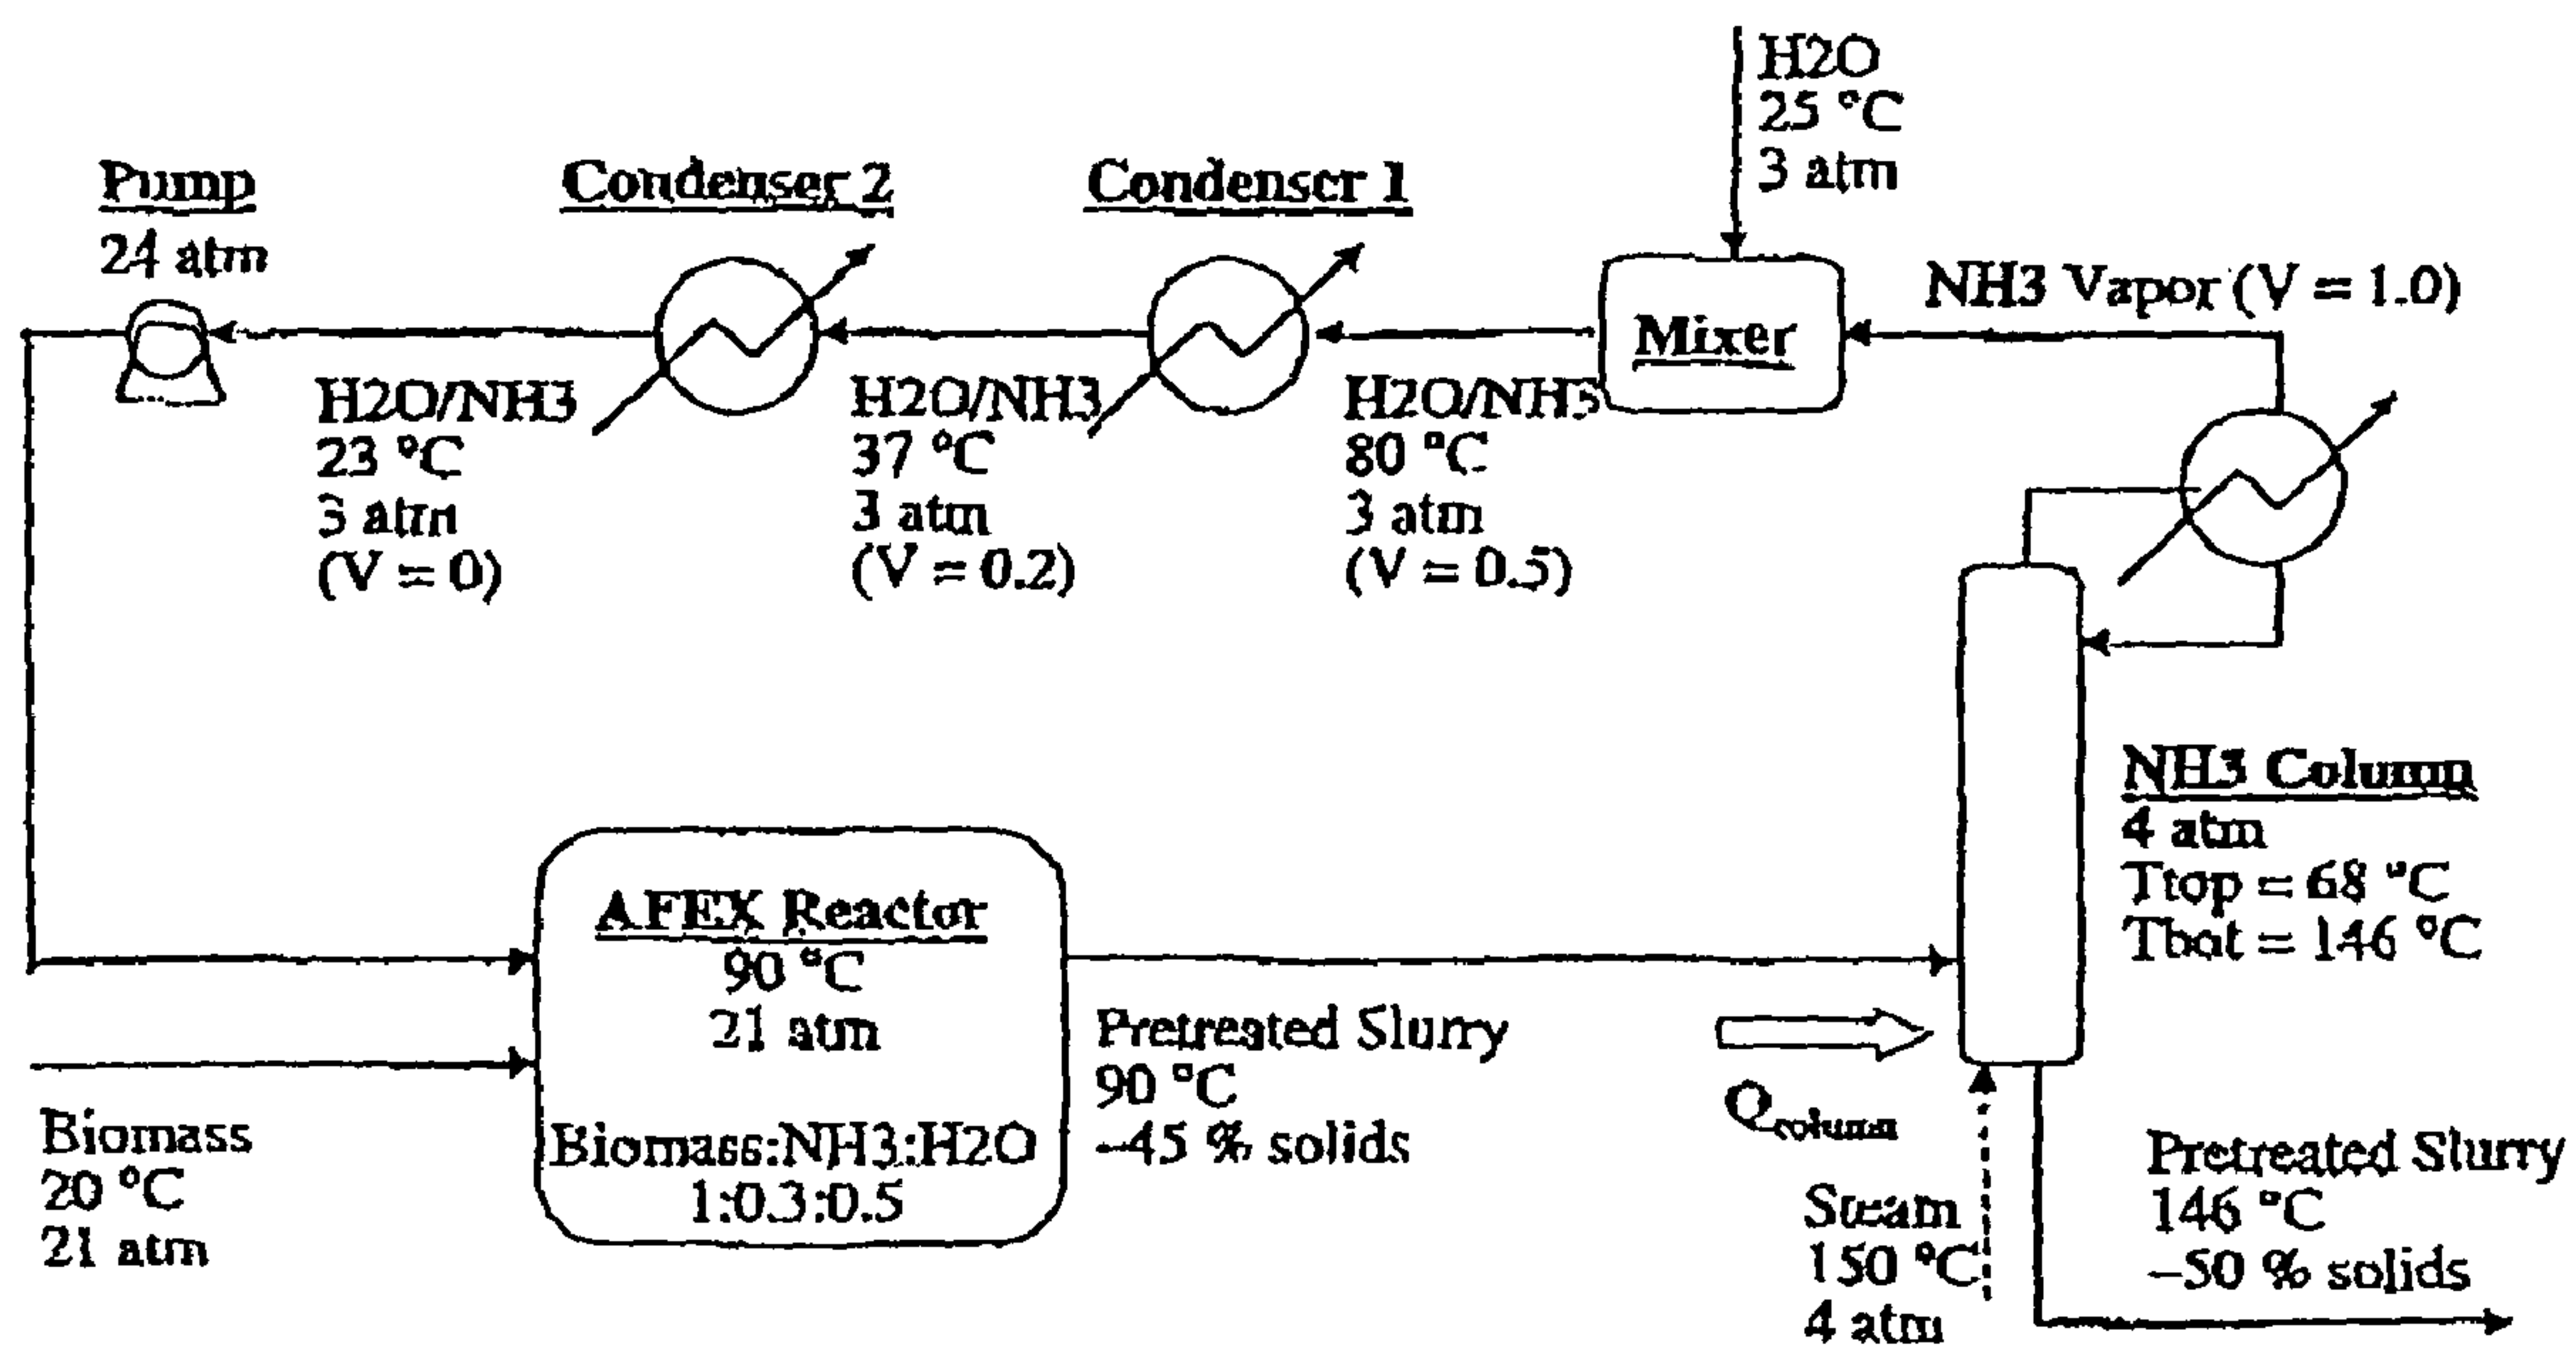 H2O
25 °C
3 atm
Pump
24 atm
Condenser 2
Condenser 1
Mixer
NH3 Vapor (V = 1.0)
H2O/NH3
23 °C
3 atm
(V = 0)
H2O/NH3
37 °C
3 atm
(V = 0.2)
H2O/NH3
80 °C
3 atm
(V = 0.5)
NH3 Column
4 atm
Ttop = 68 °C
Tbot = 146 °C
AFEX Reactor
90 °C
21 atm
Biomass:NH3:H2O
1:0.3:0.5
Biomass
20 °C
21 atm
Pretreated Slurry
90 °C
~45 % solids
Qcolumn
Steam
150 °C
4 atm
Pretreated Slurry
146 °C
~50 % solids